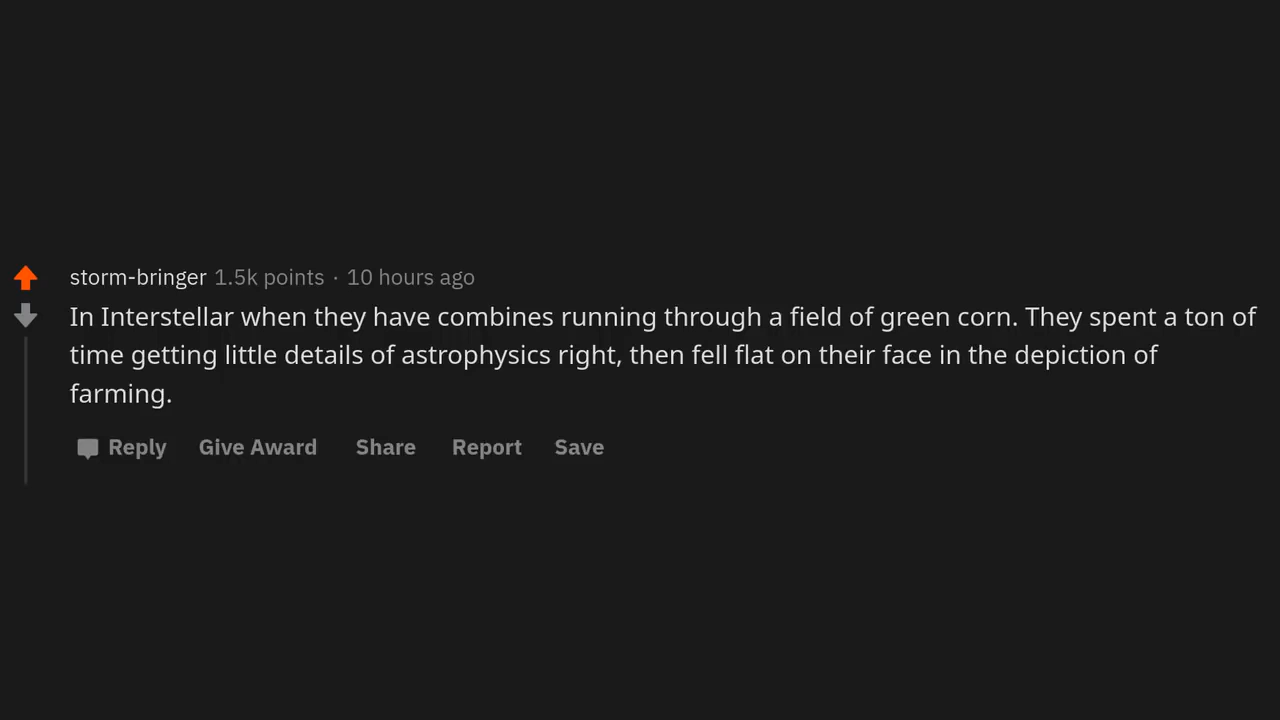 storm-bringer 1.5k points · 10 hours ago
In Interstellar when they have combines running through a field of green corn. They spent a ton of
time getting little details of astrophysics right, then fell flat on their face in the depiction of
farming.
Reply Give Award Share Report Save